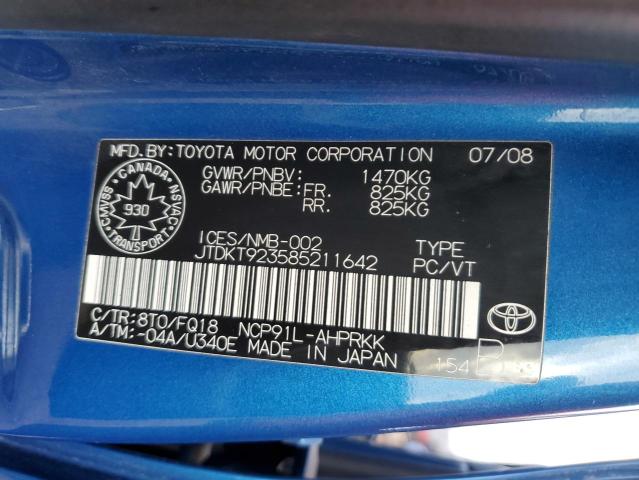 MFD.BY:TOYOTA MOTOR CORPORATION 07/08
GVWR/PNBV: 1470KG
GAWR/PNBE:FR. 825KG
RR. 825KG
CANADA
CMVSS NSVAC
930
TRANSPORT
ICES/NMB-002 TYPE
JTDKT923585211642 PC/VT
C/TR:8T0/FQ18 NCP91L-AHPRKK
A/TM:-04A/U340E MADE IN JAPAN
154 B